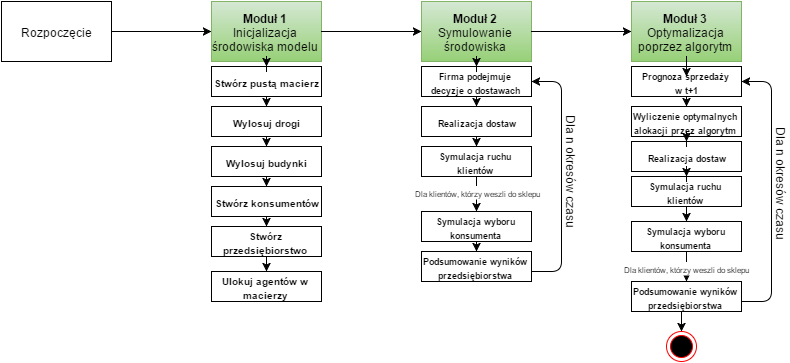 Rozpoczęcie
Moduł 1
Inicjalizacja
środowiska modelu
Stwórz pustą macierz
Wylosuj drogi
Wylosuj budynki
Stwórz konsumentów
Stwórz
przedsiębiorstwo
Ulokuj agentów w
macierzy
Moduł 2
Symulowanie
środowiska
Firma podejmuje
decyzje o dostawach
Realizacja dostaw
Symulacja ruchu
klientów
Dla klientów, którzy weszli do sklepu
Symulacja wyboru
konsumenta
Podsumowanie wyników
przedsiębiorstwa
Dla n okresów czasu
Moduł 3
Optymalizacja
poprzez algorytm
Prognoza sprzedaży
w t+1
Wyliczenie optymalnych
alokacji przez algorytm
Realizacja dostaw
Symulacja ruchu
klientów
Symulacja wyboru
konsumenta
Dla klientów, którzy weszli do sklepu
Podsumowanie wyników
przedsiębiorstwa
Dla n okresów czasu